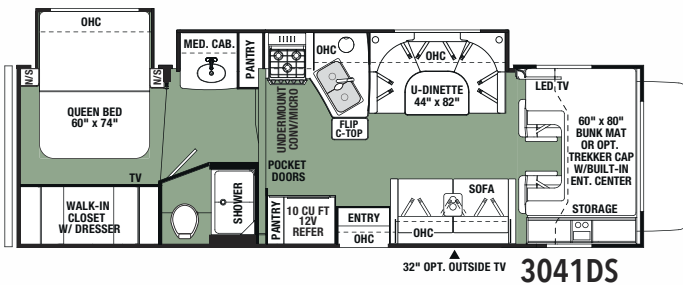 OHC
N/S
N/S
QUEEN BED
60" x 74"
TV
WALK-IN
CLOSET
W/ DRESSER
MED. CAB.
PANTRY
SHOWER
UNDERMOUNT
CONV/MICRO
POCKET
DOORS
PANTRY
10 CU FT
12V
REFER
OHC
FLIP
C-TOP
ENTRY
OHC
OHC
U-DINETTE
44" x 82"
SOFA
OHC
32" OPT. OUTSIDE TV
LED TV
60" x 80"
BUNK MAT
OR OPT.
TREKKER CAP
W/BUILT-IN
ENT. CENTER
STORAGE
3041DS